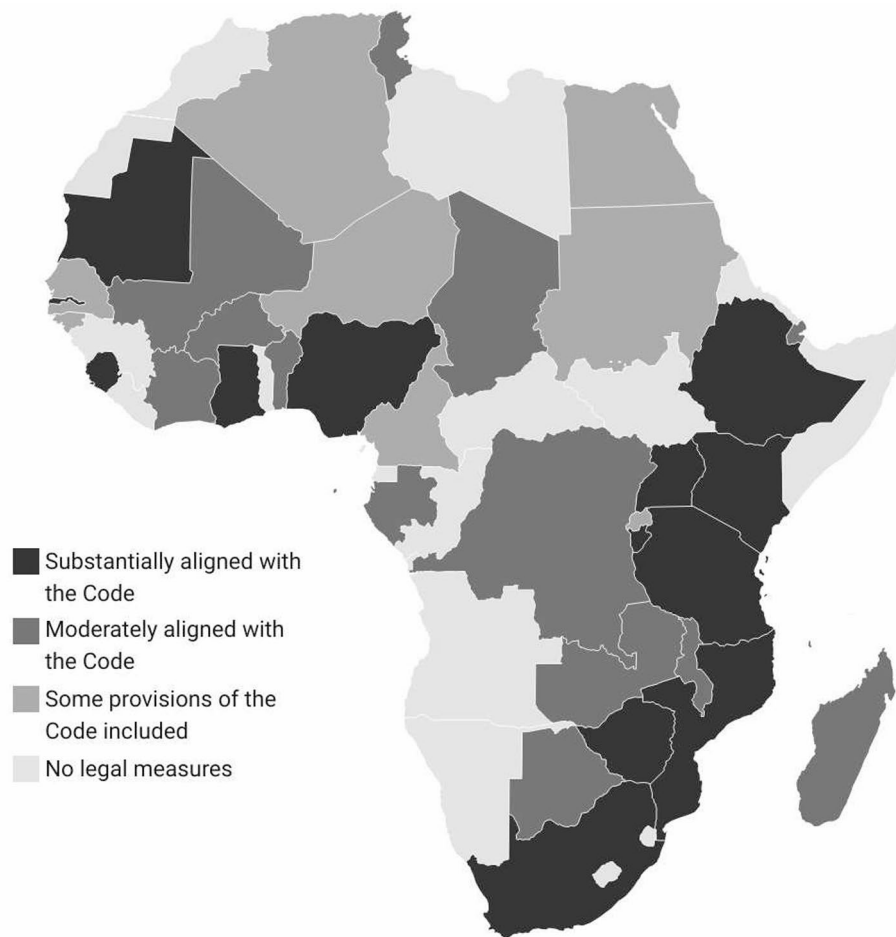 Substantially aligned with
the Code
Moderately aligned with
the Code
Some provisions of the
Code included
No legal measures